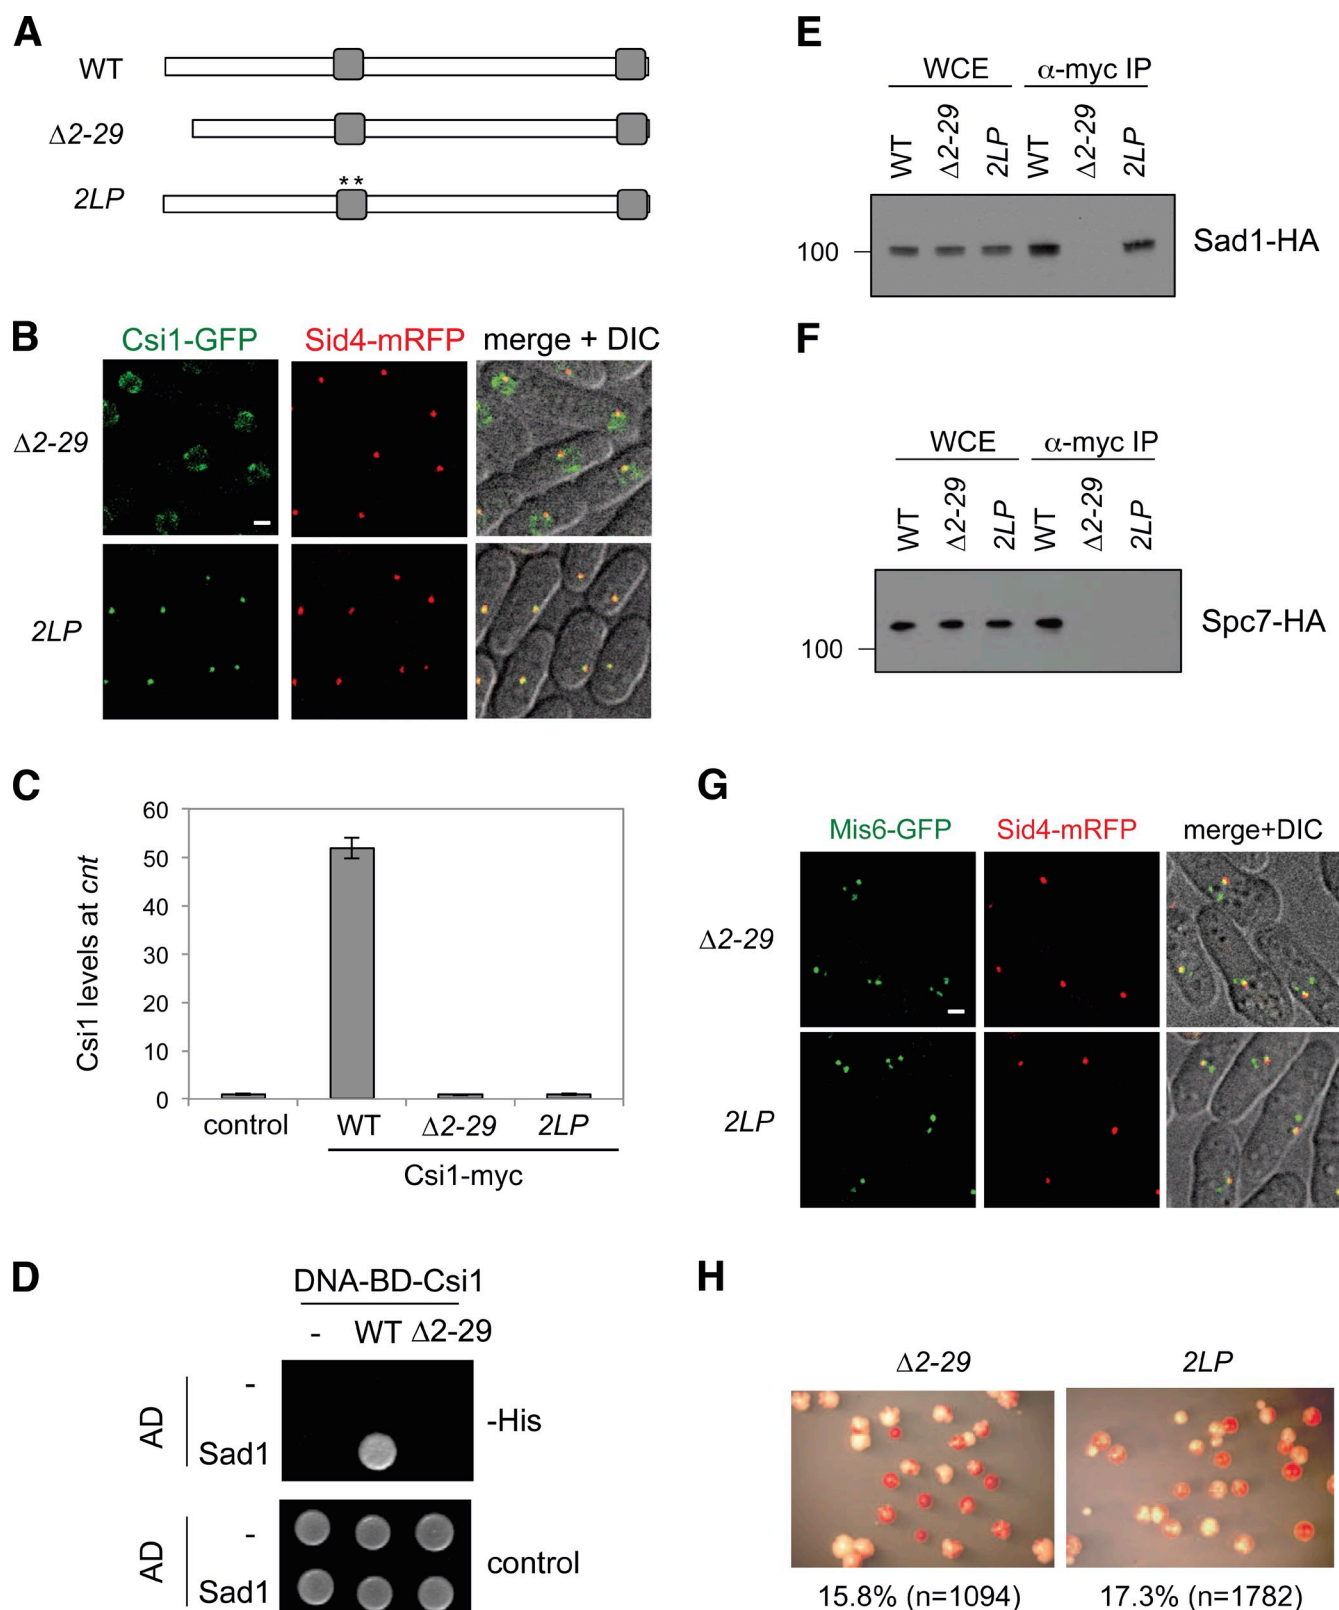 A
WT
Δ2-29
2LP
* *
B
Csi1-GFP Sid4-mRFP merge + DIC
Δ2-29
2LP
C
Csi1 levels at cnt
60
50
40
30
20
10
0
control WT Δ2-29 2LP
Csi1-myc
D
DNA-BD-Csi1
- WT Δ2-29
AD
-
Sad1
-His
AD
-
Sad1
control
E
WCE α-myc IP
WT Δ2-29 2LP WT Δ2-29 2LP
100
Sad1-HA
F
WCE α-myc IP
WT Δ2-29 2LP WT Δ2-29 2LP
100
Spc7-HA
G
Mis6-GFP Sid4-mRFP merge+DIC
Δ2-29
2LP
H
Δ2-29 2LP
15.8% (n=1094) 17.3% (n=1782)